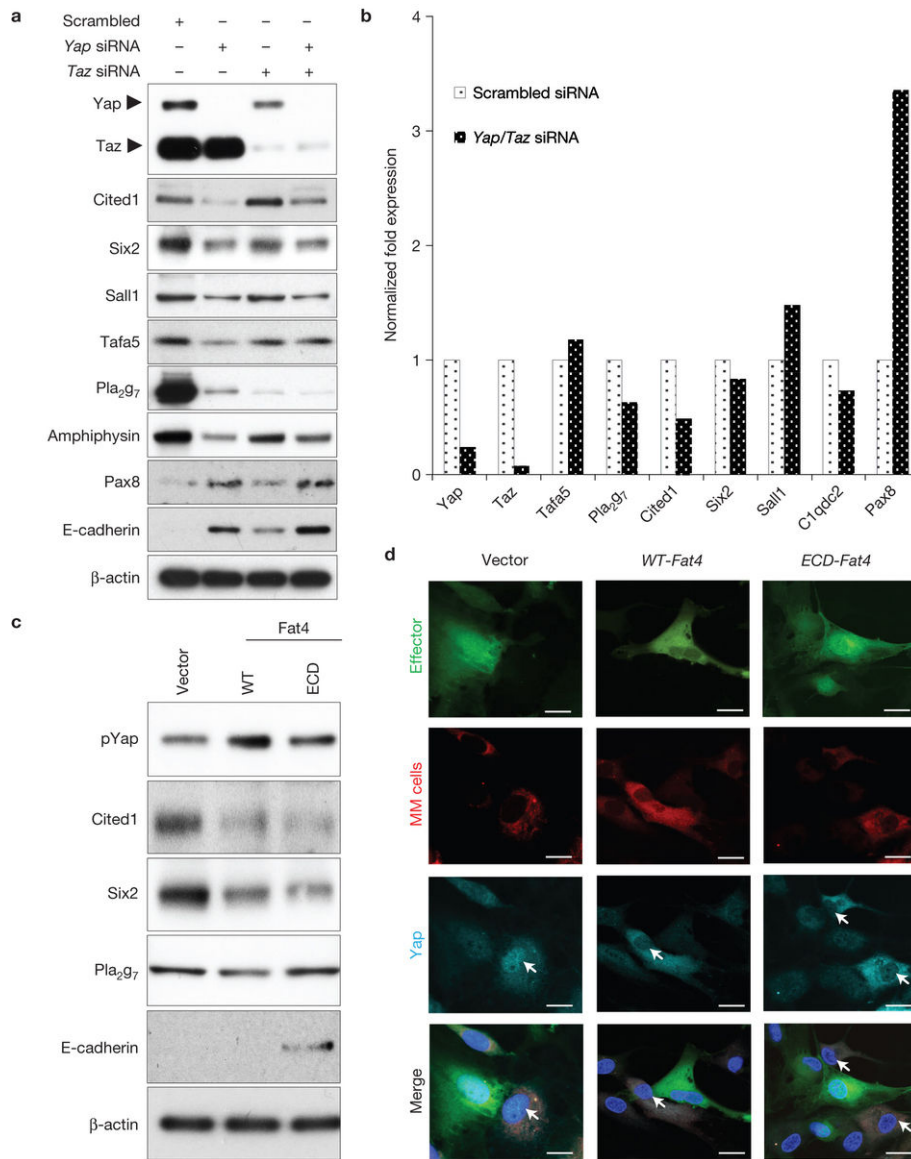 a
Scrambled + – – –
Yap siRNA – + – +
Taz siRNA – – + +
Yap
Taz
Cited1
Six2
Sall1
Tafa5
Pla₂g₇
Amphiphysin
Pax8
E-cadherin
β-actin
b
4
3
2
1
0
Normalized fold expression
Scrambled siRNA
Yap/Taz siRNA
Yap Taz Tafa5 Pla₂g₇ Cited1 Six2 Sall1 C1qdc2 Pax8
c
Fat4
Vector WT ECD
pYap
Cited1
Six2
Pla₂g₇
E-cadherin
β-actin
d
Vector WT-Fat4 ECD-Fat4
Effector
MM cells
Yap
Merge